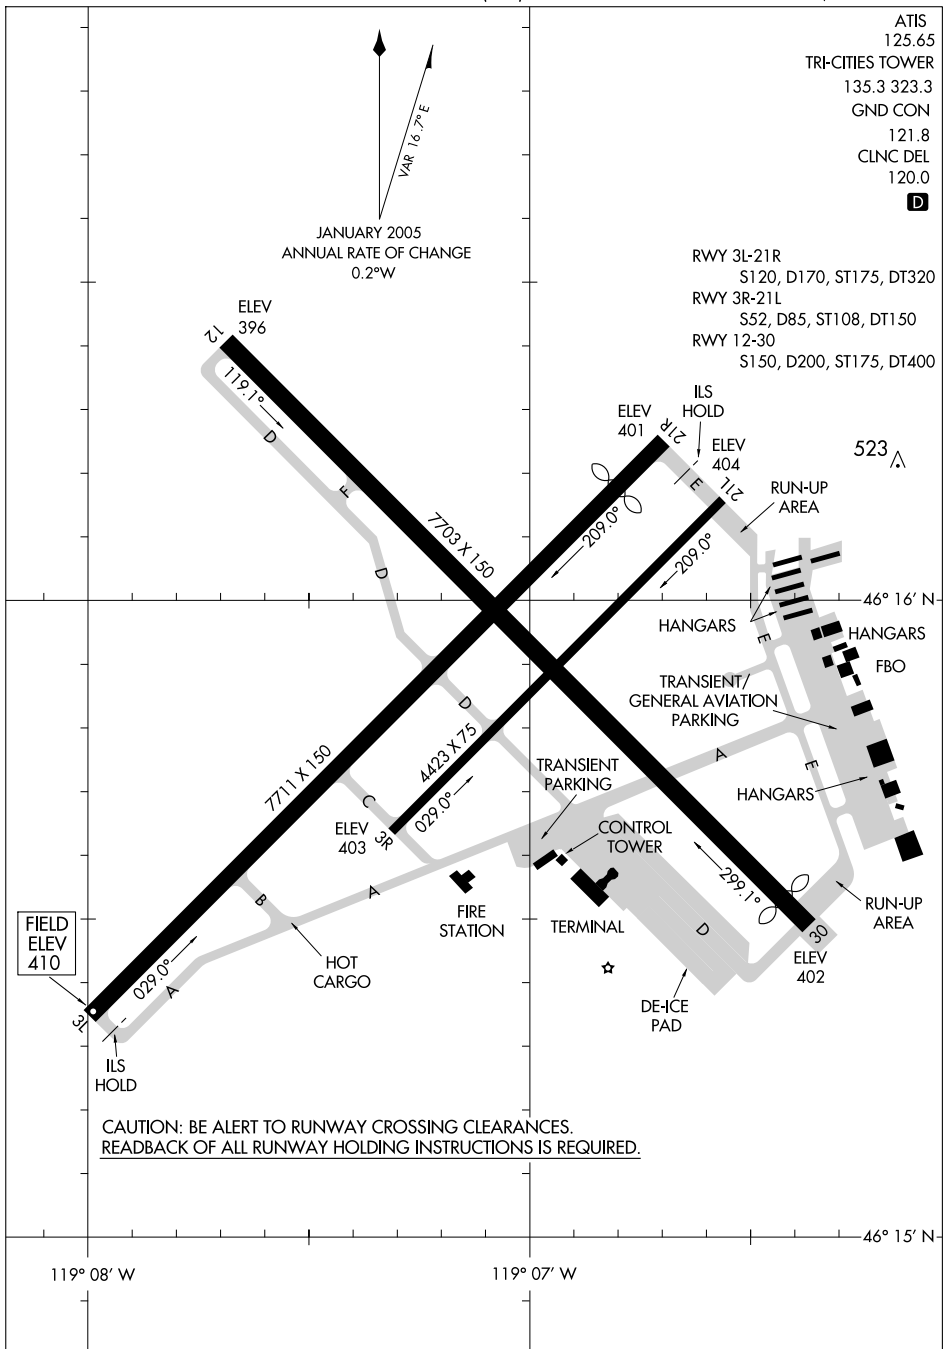 ATIS
125.65
TRI-CITIES TOWER
135.3 323.3
GND CON
121.8
CLNC DEL
120.0
D
VAR 16.7° E
JANUARY 2005
ANNUAL RATE OF CHANGE
0.2°W
RWY 3L-21R
S120, D170, ST175, DT320
RWY 3R-21L
S52, D85, ST108, DT150
RWY 12-30
S150, D200, ST175, DT400
ELEV
396
12
119.1°
D
F
7703 X 150
ELEV
401
21R
ILS
HOLD
ELEV
404
21L
E
523
RUN-UP
AREA
209.0°
209.0°
D
46° 16' N
HANGARS
E
HANGARS
FBO
TRANSIENT/
GENERAL AVIATION
PARKING
D
A
E
7711 X 150
4423 X 75
TRANSIENT
PARKING
HANGARS
C
029.0°
ELEV
403
3R
CONTROL
TOWER
299.1°
A
B
FIRE
STATION
TERMINAL
D
RUN-UP
AREA
30
ELEV
402
FIELD
ELEV
410
HOT
CARGO
029.0°
A
DE-ICE
PAD
3L
ILS
HOLD
CAUTION: BE ALERT TO RUNWAY CROSSING CLEARANCES.
READBACK OF ALL RUNWAY HOLDING INSTRUCTIONS IS REQUIRED.
46° 15' N
119° 08' W
119° 07' W